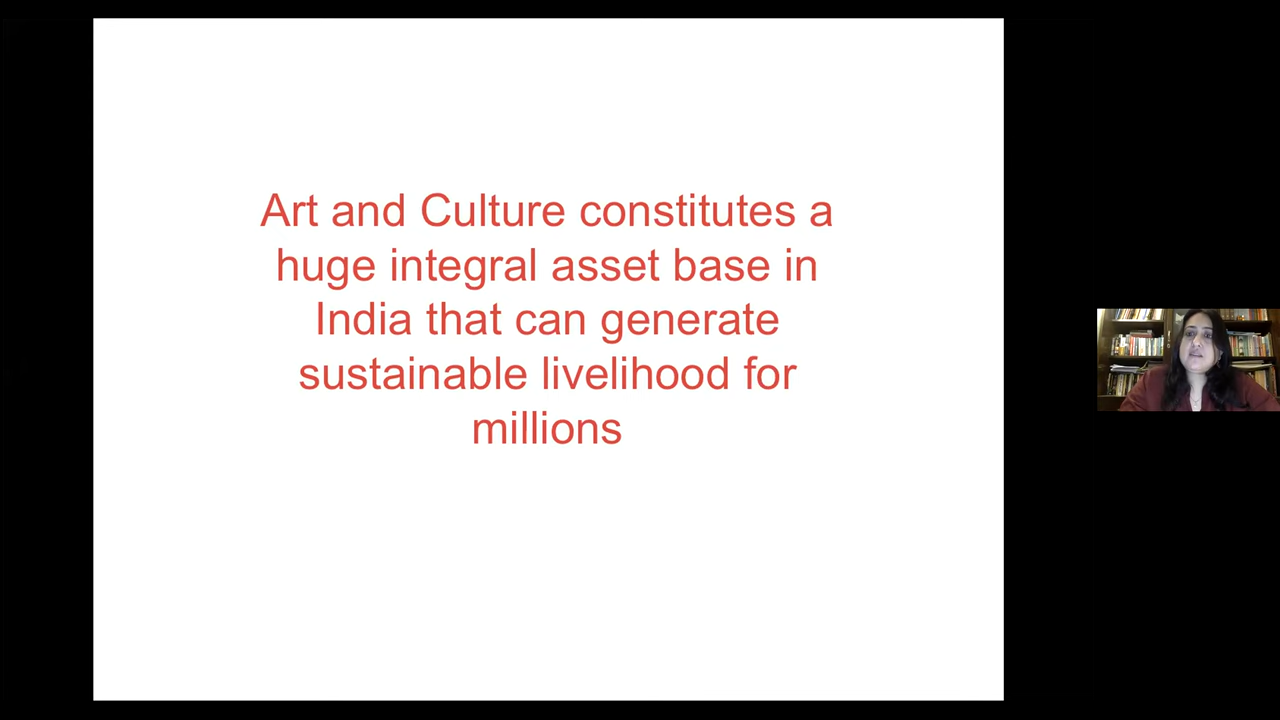 Art and Culture constitutes a
huge integral asset base in
India that can generate
sustainable livelihood for
millions